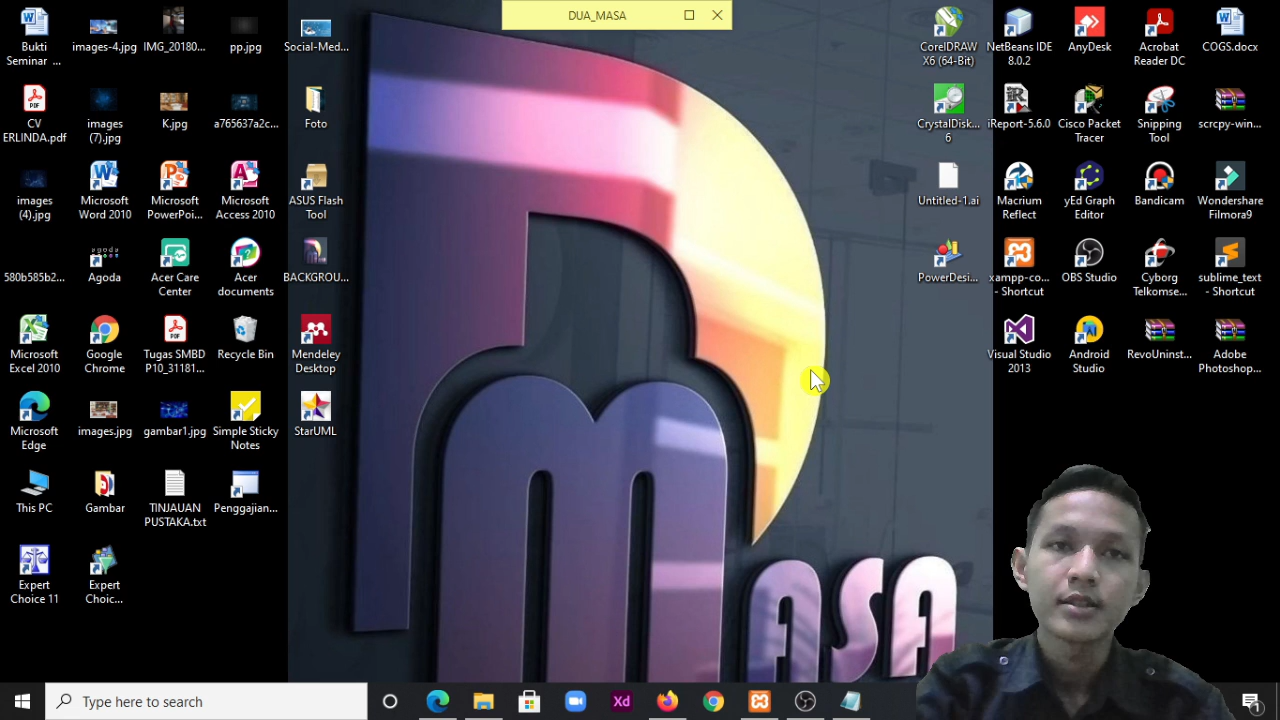 DUA_MASA
Bukti
Seminar ...
images-4.jpg
IMG_20180...
pp.jpg
Social-Med...
CorelDRAW
X6 (64-Bit)
NetBeans IDE
8.0.2
AnyDesk
Acrobat
Reader DC
COGS.docx
CV
ERLINDA.pdf
images
(7).jpg
K.jpg
a765637a2c...
Foto
CrystalDisk...
6
iReport-5.6.0
Cisco Packet
Tracer
Snipping
Tool
scrcpy-win...
images
(4).jpg
Microsoft
Word 2010
Microsoft
PowerPoi...
Microsoft
Access 2010
ASUS Flash
Tool
Untitled-1.ai
Macrium
Reflect
yEd Graph
Editor
Bandicam
Wondershare
Filmora9
580b585b2...
Agoda
Acer Care
Center
Acer
documents
BACKGROU...
PowerDesi...
xampp-co...
- Shortcut
OBS Studio
Cyborg
Telkomse...
sublime_text
- Shortcut
Microsoft
Excel 2010
Google
Chrome
Tugas SMBD
P10_31181...
Recycle Bin
Mendeley
Desktop
Visual Studio
2013
Android
Studio
RevoUninst...
Adobe
Photoshop...
Microsoft
Edge
images.jpg
gambar1.jpg
Simple Sticky
Notes
StarUML
This PC
Gambar
TINJAUAN
PUSTAKA.txt
Penggajian...
Expert
Choice 11
Expert
Choic...
mASA
Type here to search
Xd
1